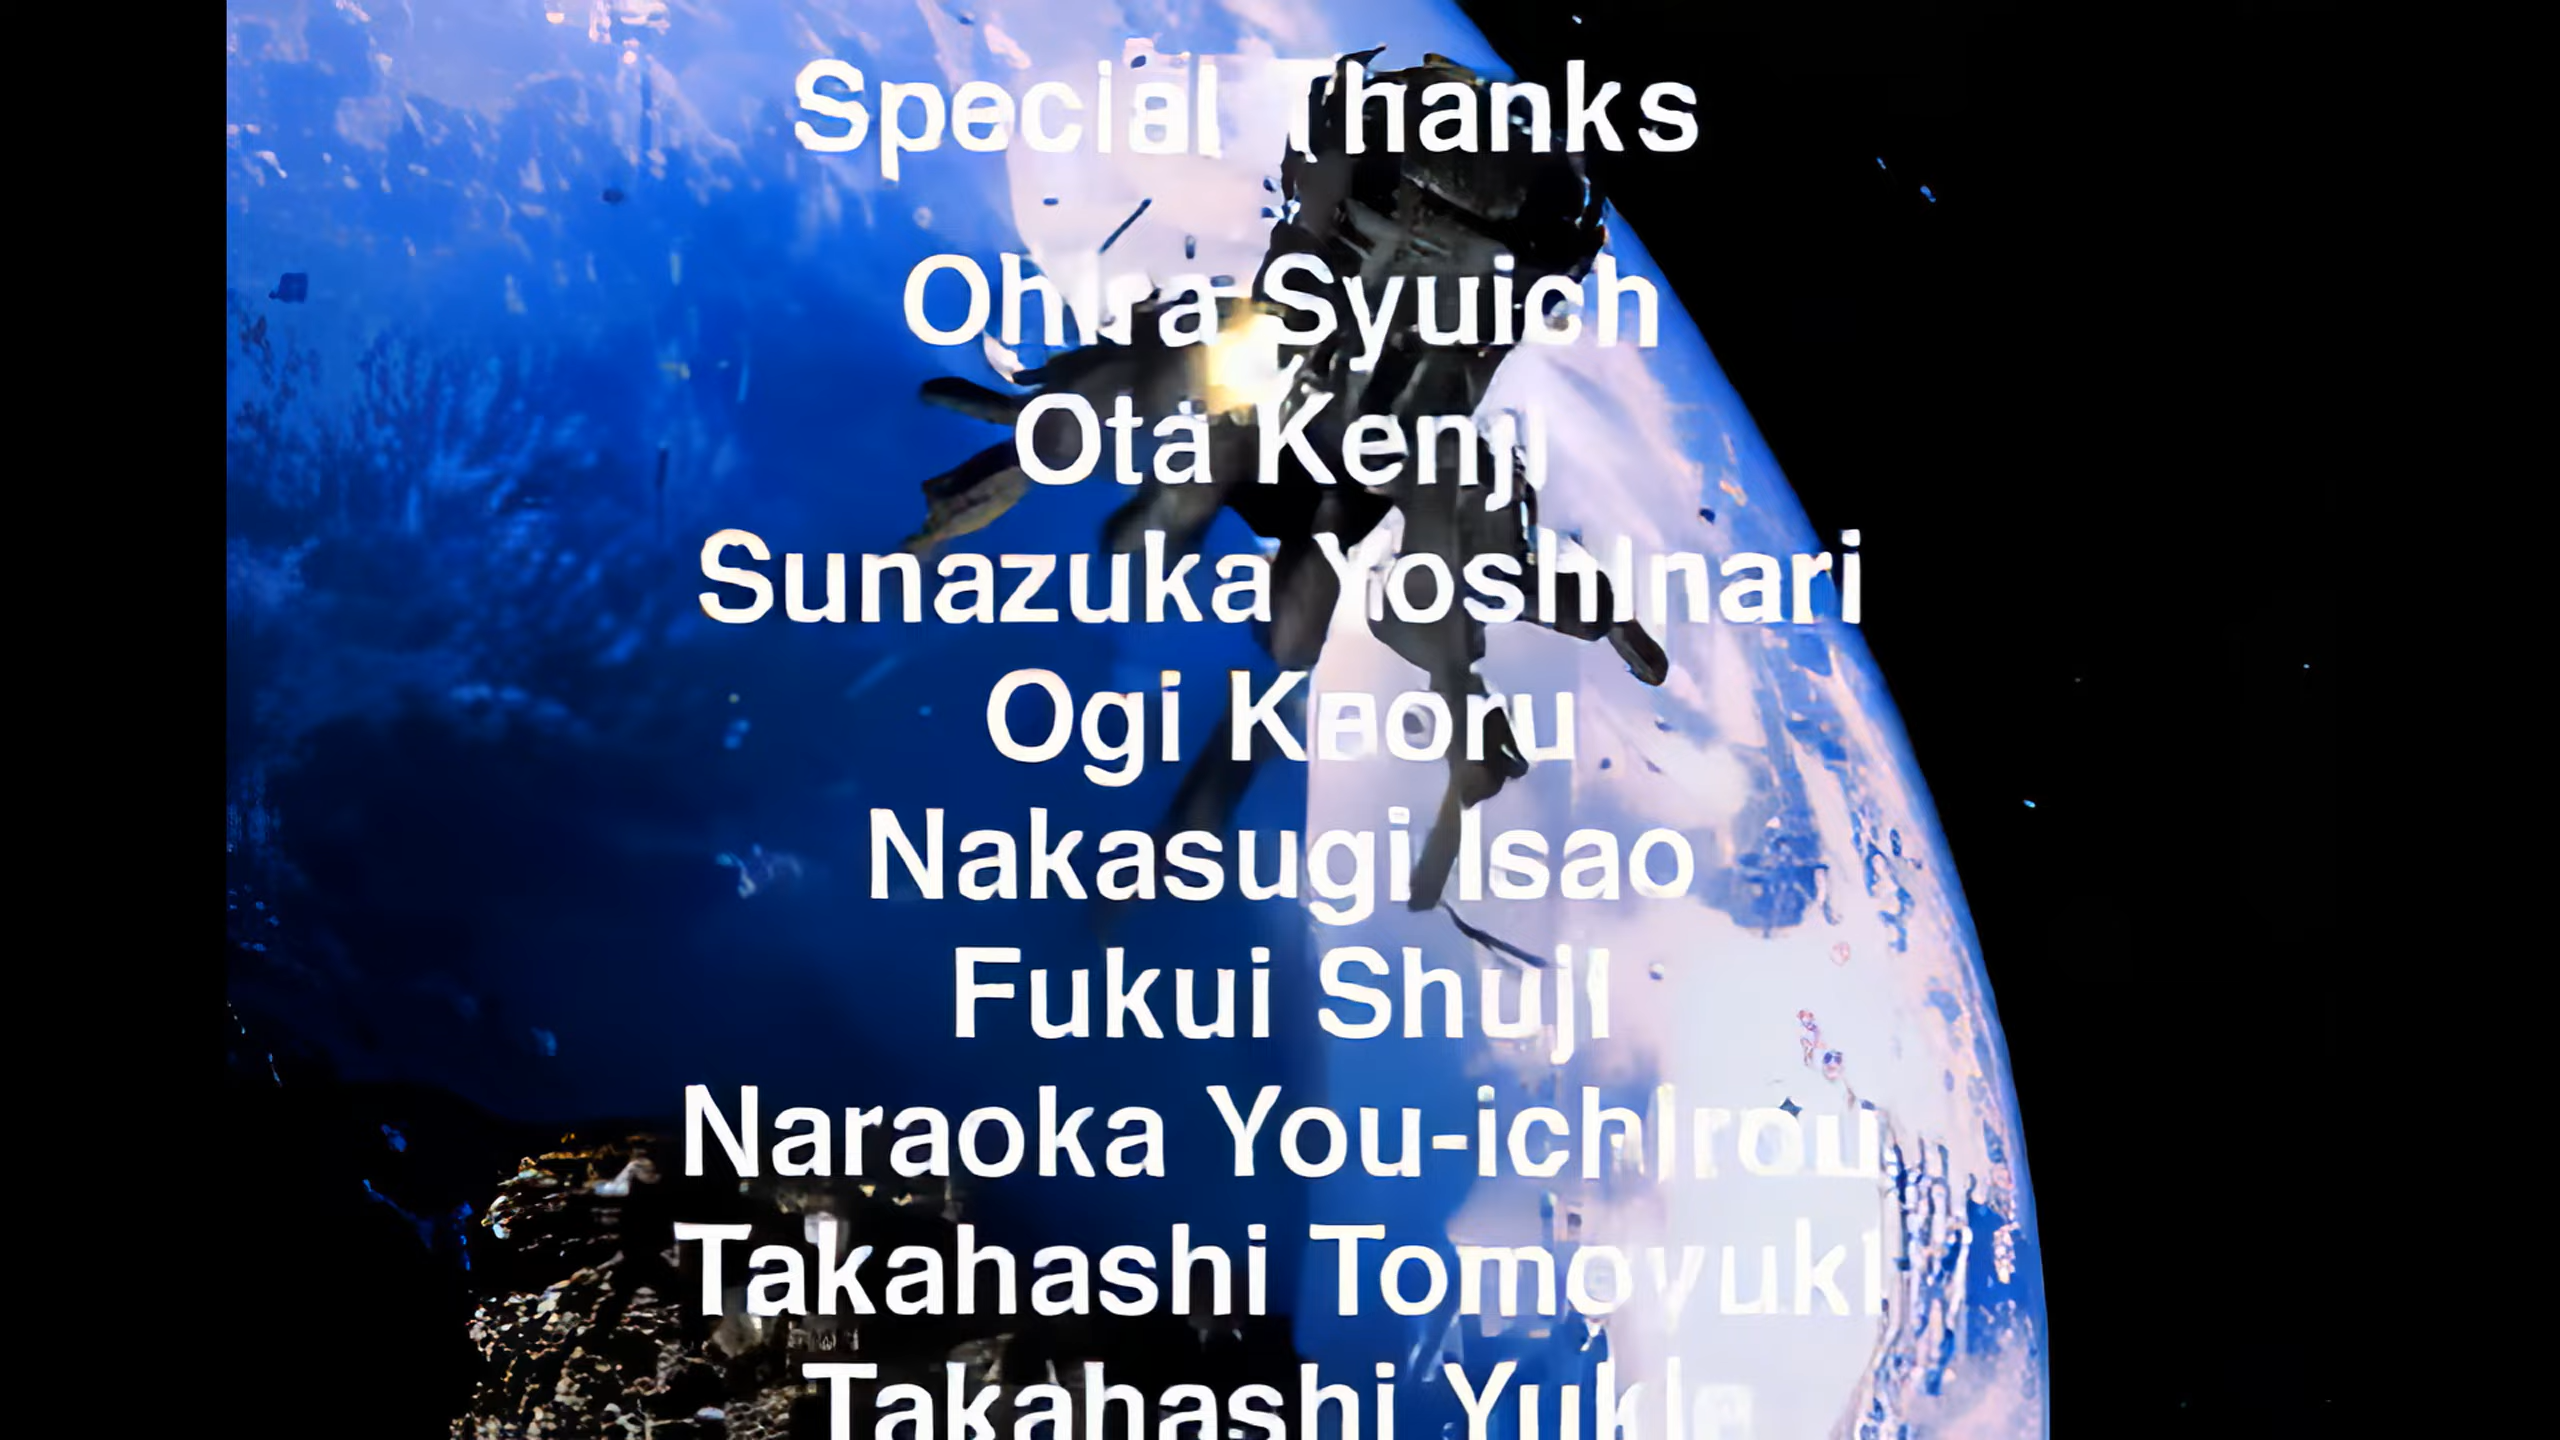 Special Thanks
Ohira Syuich
Ota Kenji
Sunazuka Yoshinari
Ogi Kaoru
Nakasugi Isao
Fukui Shuji
Naraoka You-ichirou
Takahashi Tomoyuki
Takahashi